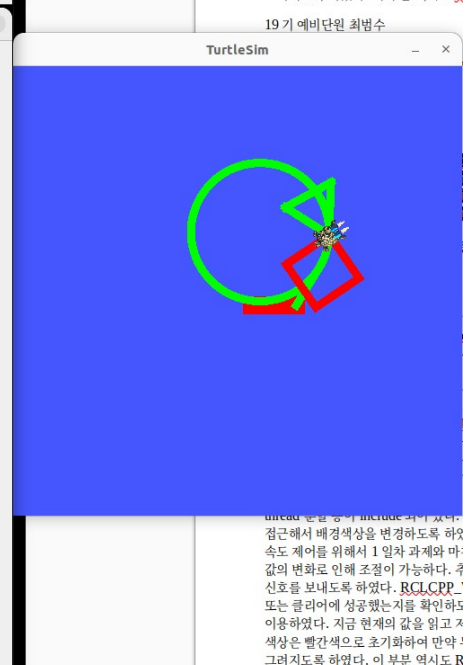 19 기 예비단원 최범수
TurtleSim
접근해서 배경색상을 변경하도록 하였
속도 제어를 위해서 1 일차 과제와 마
값의 변화로 인해 조절이 가능하다. 추
신호를 보내도록 하였다. RCLCPP_
또는 클리어에 성공했는지를 확인하도
이용하였다. 지금 현재의 값을 읽고 저
색상은 빨간색으로 초기화하여 만약
그려지도록 하였다. 이 부분 역시도 R